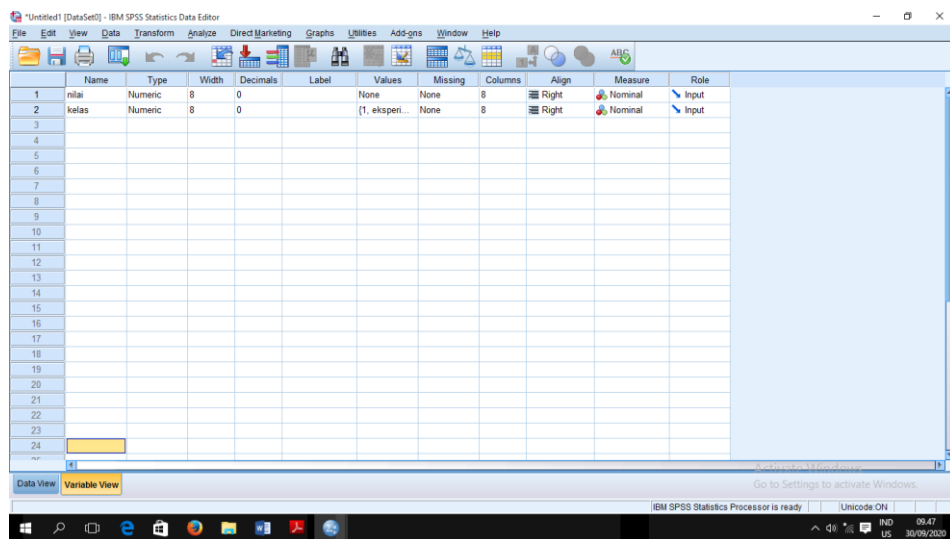 *Untitled1 [DataSet0] - IBM SPSS Statistics Data Editor
File Edit View Data Transform Analyze Direct Marketing Graphs Utilities Add-ons Window Help
Name Type Width Decimals Label Values Missing Columns Align Measure Role
1 nilai Numeric 8 0 None None 8 Right Nominal Input
2 kelas Numeric 8 0 {1, eksperi... None 8 Right Nominal Input
3
4
5
6
7
8
9
10
11
12
13
14
15
16
17
18
19
20
21
22
23
24
Activate Windows
Data View Variable View Go to Settings to activate Windows.
IBM SPSS Statistics Processor is ready Unicode:ON
IND 09.47
US 30/09/2020